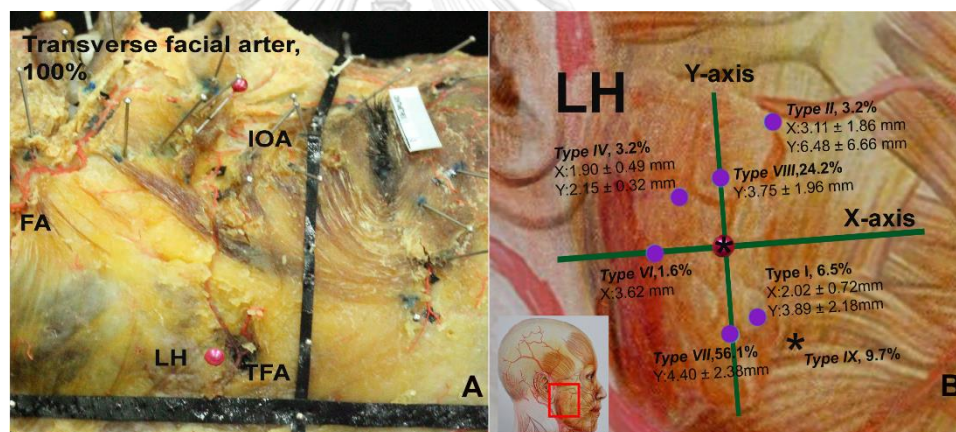 Transverse facial arter,
100%
IOA
FA
LH
TFA
A
LH
Y-axis
Type II, 3.2%
X:3.11 ± 1.86 mm
Y:6.48 ± 6.66 mm
Type IV, 3.2%
X:1.90 ± 0.49 mm
Y:2.15 ± 0.32 mm
Type VIII,24.2%
Y:3.75 ± 1.96 mm
X-axis
*
Type VI,1.6%
X:3.62 mm
Type I, 6.5%
X:2.02 ± 0.72mm
Y:3.89 ± 2.18mm
Type VII,56.1%
Y:4.40 ± 2.38mm
* Type IX, 9.7%
B